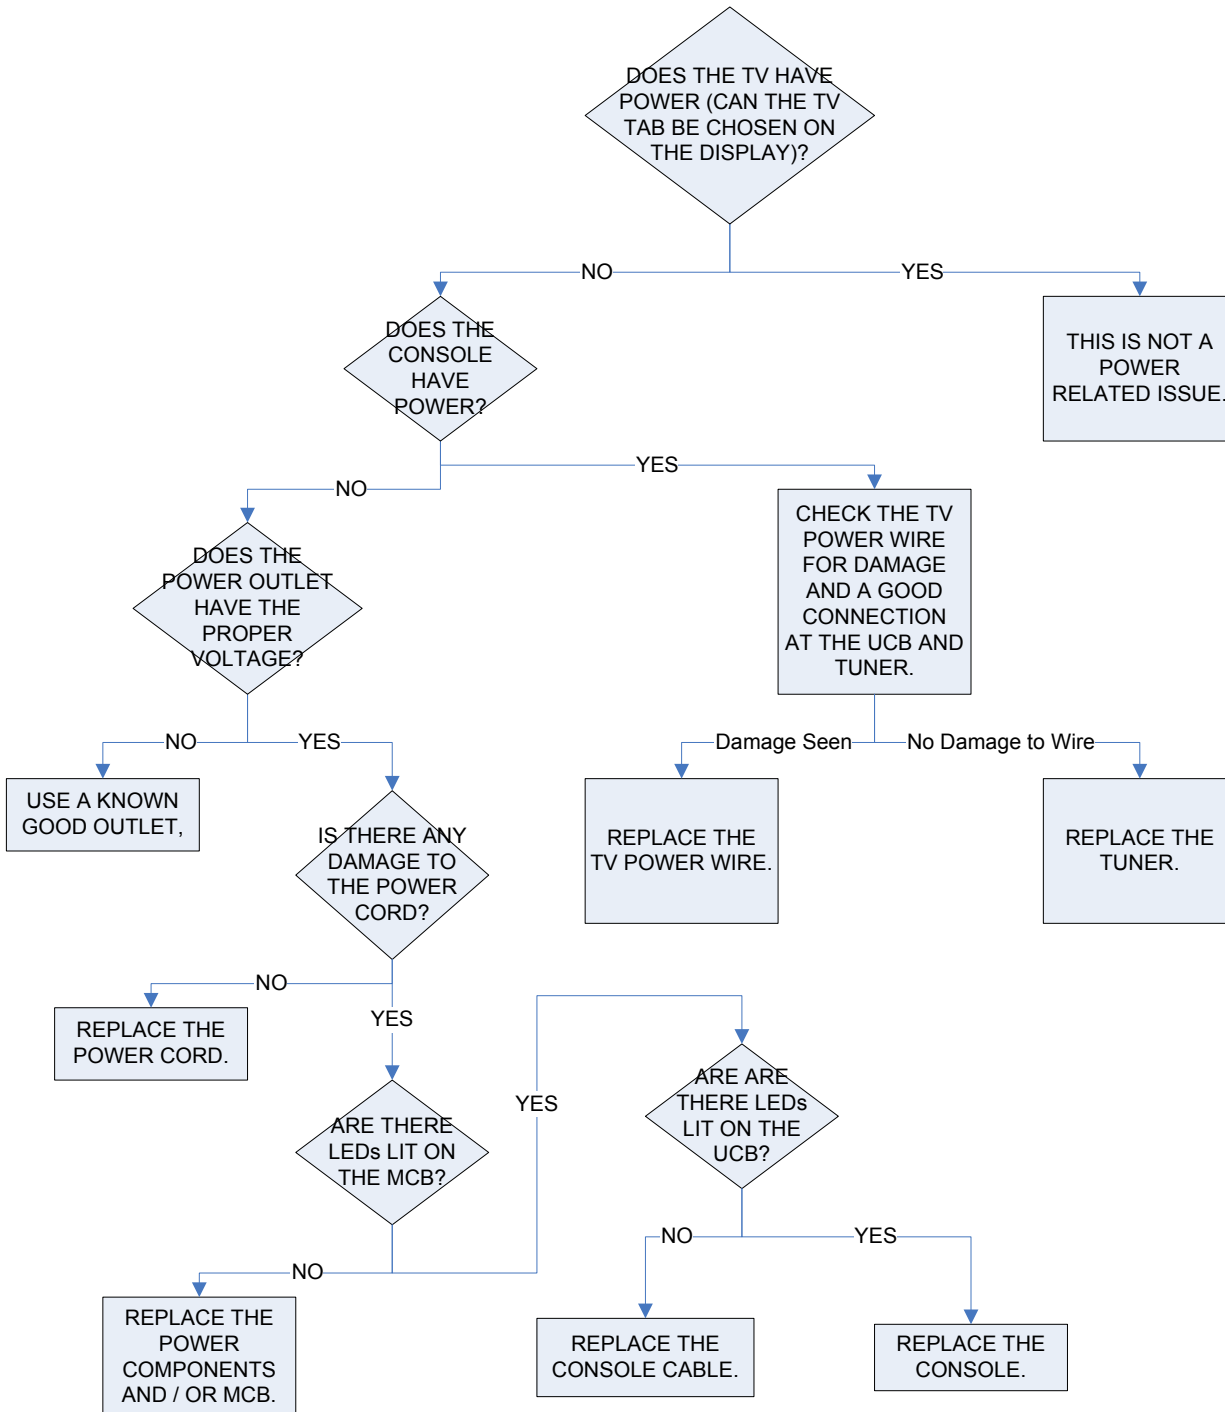 DOES THE TV HAVE
POWER (CAN THE TV
TAB BE CHOSEN ON
THE DISPLAY)?
NO
YES
DOES THE
CONSOLE
HAVE
POWER?
THIS IS NOT A
POWER
RELATED ISSUE.
YES
NO
CHECK THE TV
POWER WIRE
FOR DAMAGE
AND A GOOD
CONNECTION
AT THE UCB AND
TUNER.
DOES THE
POWER OUTLET
HAVE THE
PROPER
VOLTAGE?
NO
YES
Damage Seen
No Damage to Wire
USE A KNOWN
GOOD OUTLET,
IS THERE ANY
DAMAGE TO
THE POWER
CORD?
REPLACE THE
TV POWER WIRE.
REPLACE THE
TUNER.
NO
YES
REPLACE THE
POWER CORD.
ARE THERE
LEDs LIT ON
THE MCB?
YES
ARE ARE
THERE LEDs
LIT ON THE
UCB?
NO
NO
YES
REPLACE THE
POWER
COMPONENTS
AND / OR MCB.
REPLACE THE
CONSOLE CABLE.
REPLACE THE
CONSOLE.